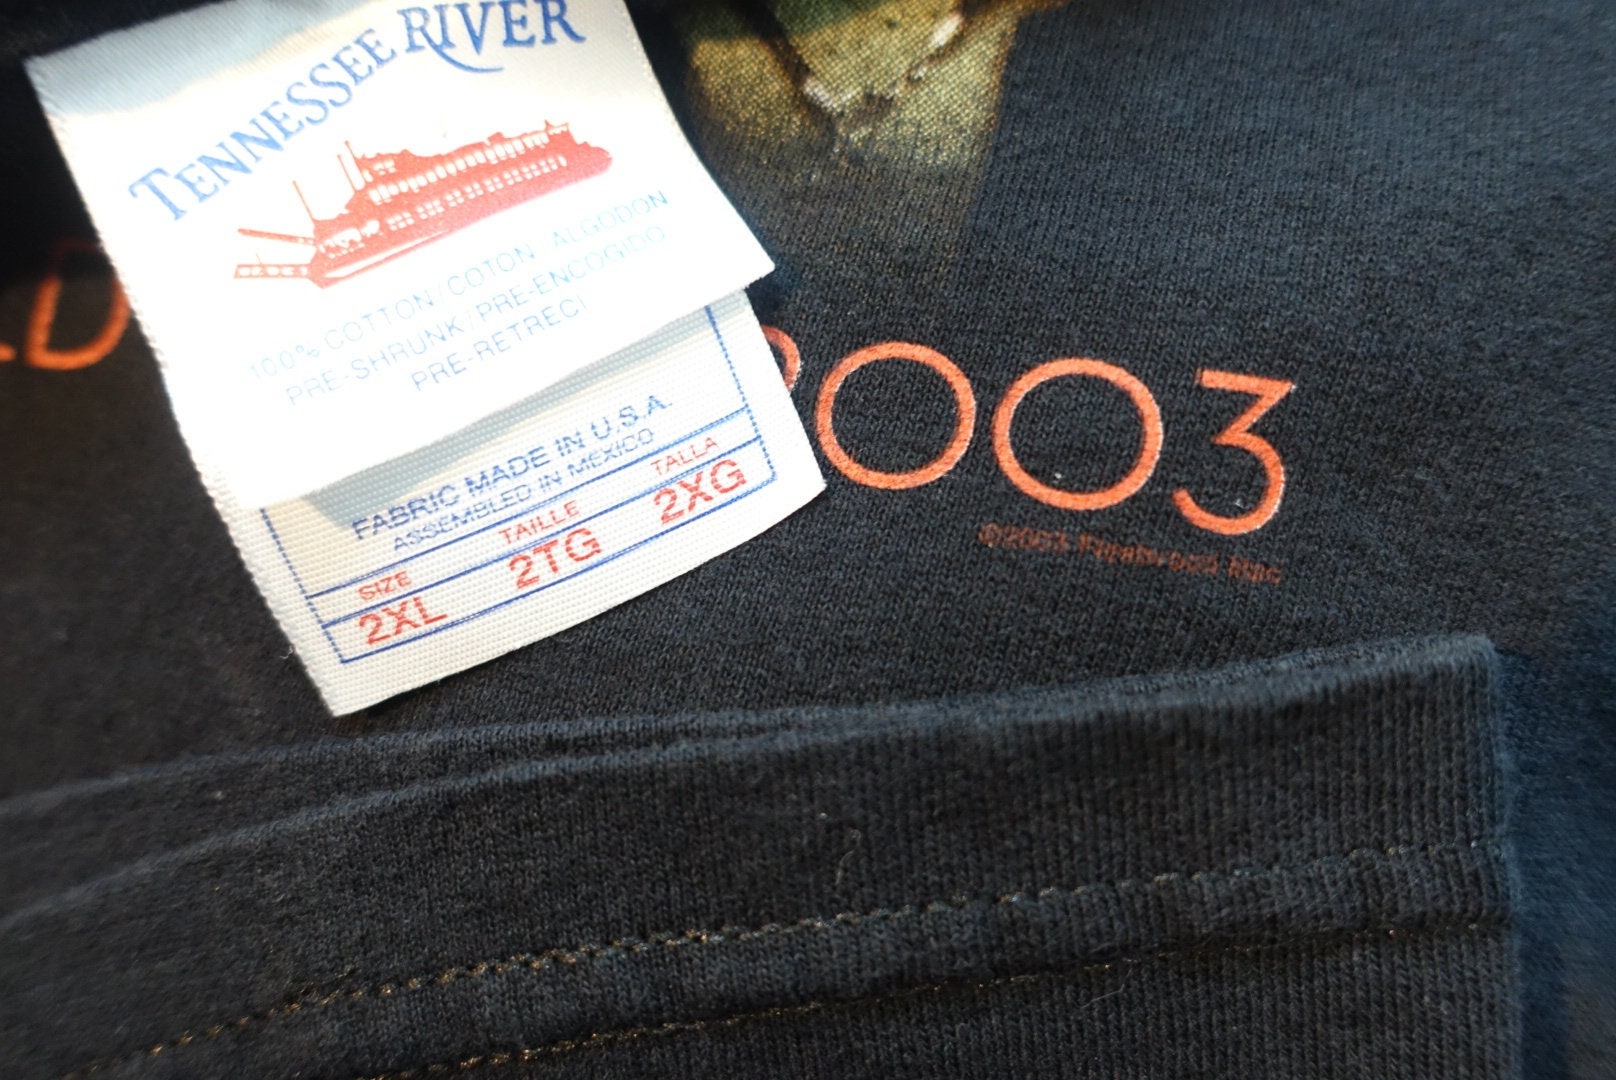 TENNESSEE RIVER
100% COTTON/COTON/ALGODON
PRE-SHRUNK/PRE-ENCOGIDO
PRE-RETRECI
FABRIC MADE IN U.S.A.
ASSEMBLED IN MEXICO
SIZE TAILLE TALLA
2XL 2TG 2XG
D 2003
©2003